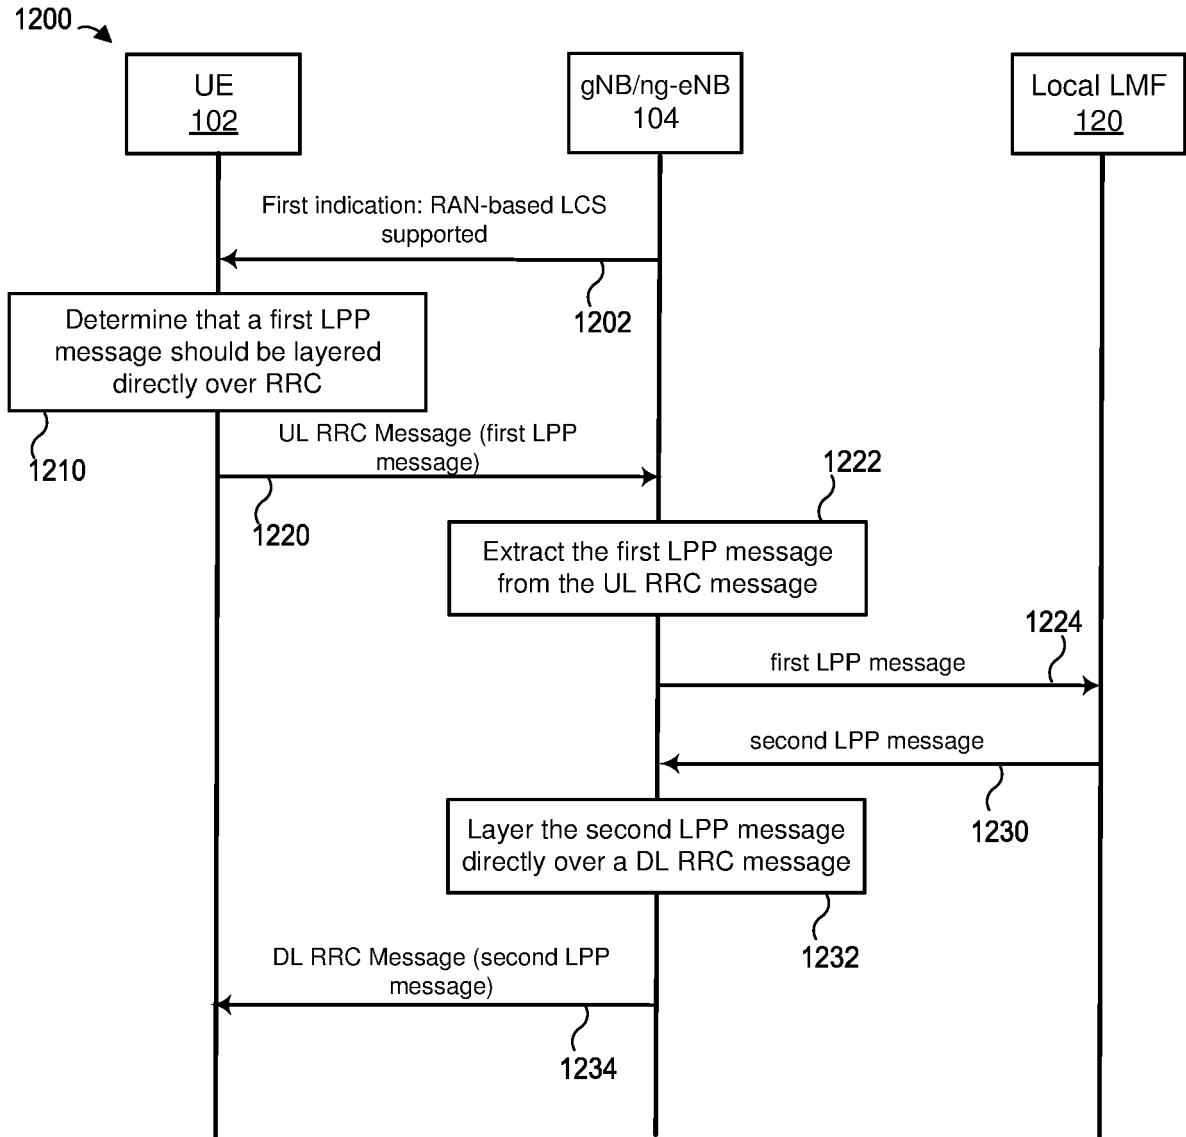 1200
UE
102
gNB/ng-eNB
104
Local LMF
120
First indication: RAN-based LCS
supported
1202
Determine that a first LPP
message should be layered
directly over RRC
1210
UL RRC Message (first LPP
message)
1220
1222
Extract the first LPP message
from the UL RRC message
1224
first LPP message
second LPP message
1230
Layer the second LPP message
directly over a DL RRC message
1232
DL RRC Message (second LPP
message)
1234